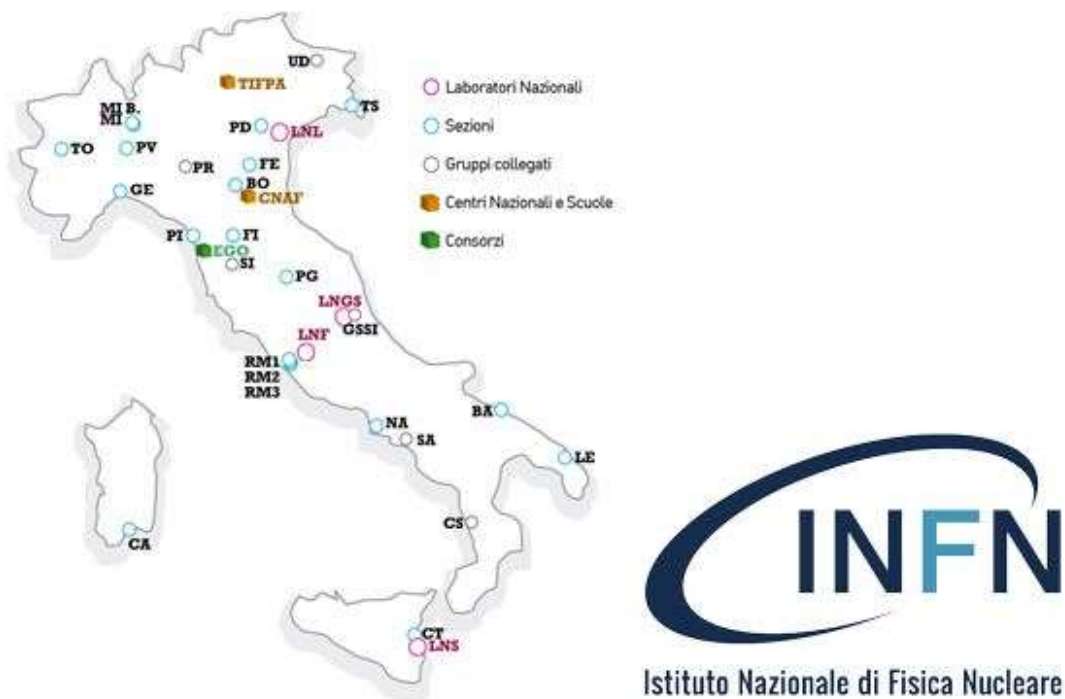 UD
TIFPA
MI B.
MI
TS
PD
LNL
TO
PV
PR
FE
BO
CNAF
GE
PI
FI
EGO
SI
PG
LNGS
GSSI
LNF
RM1
RM2
RM3
NA
SA
BA
LE
CS
CA
CT
LNS
Laboratori Nazionali
Sezioni
Gruppi collegati
Centri Nazionali e Scuole
Consorzi
INFN
Istituto Nazionale di Fisica Nucleare